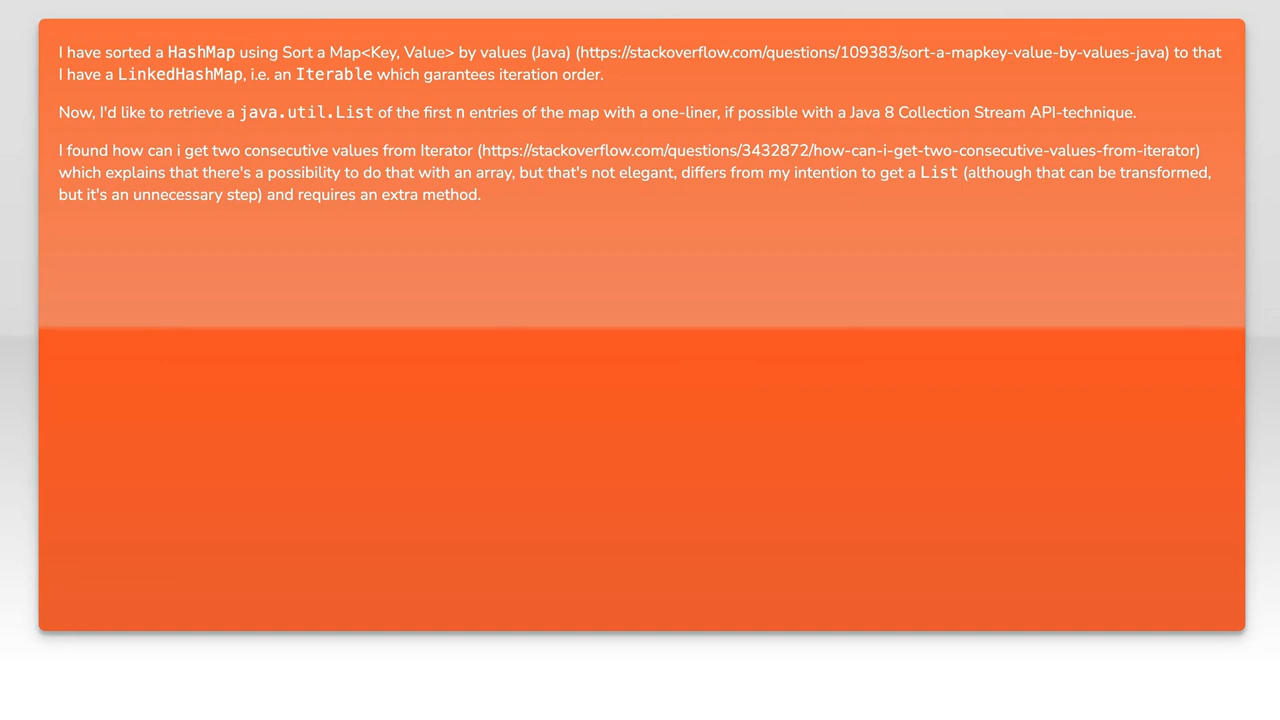 I have sorted a HashMap using Sort a Map<Key, Value> by values (Java) (https://stackoverflow.com/questions/109383/sort-a-mapkey-value-by-values-java) to that
I have a LinkedHashMap, i.e. an Iterable which garantees iteration order.
Now, I'd like to retrieve a java.util.List of the first n entries of the map with a one-liner, if possible with a Java 8 Collection Stream API-technique.
I found how can i get two consecutive values from Iterator (https://stackoverflow.com/questions/3432872/how-can-i-get-two-consecutive-values-from-iterator)
which explains that there's a possibility to do that with an array, but that's not elegant, differs from my intention to get a List (although that can be transformed,
but it's an unnecessary step) and requires an extra method.